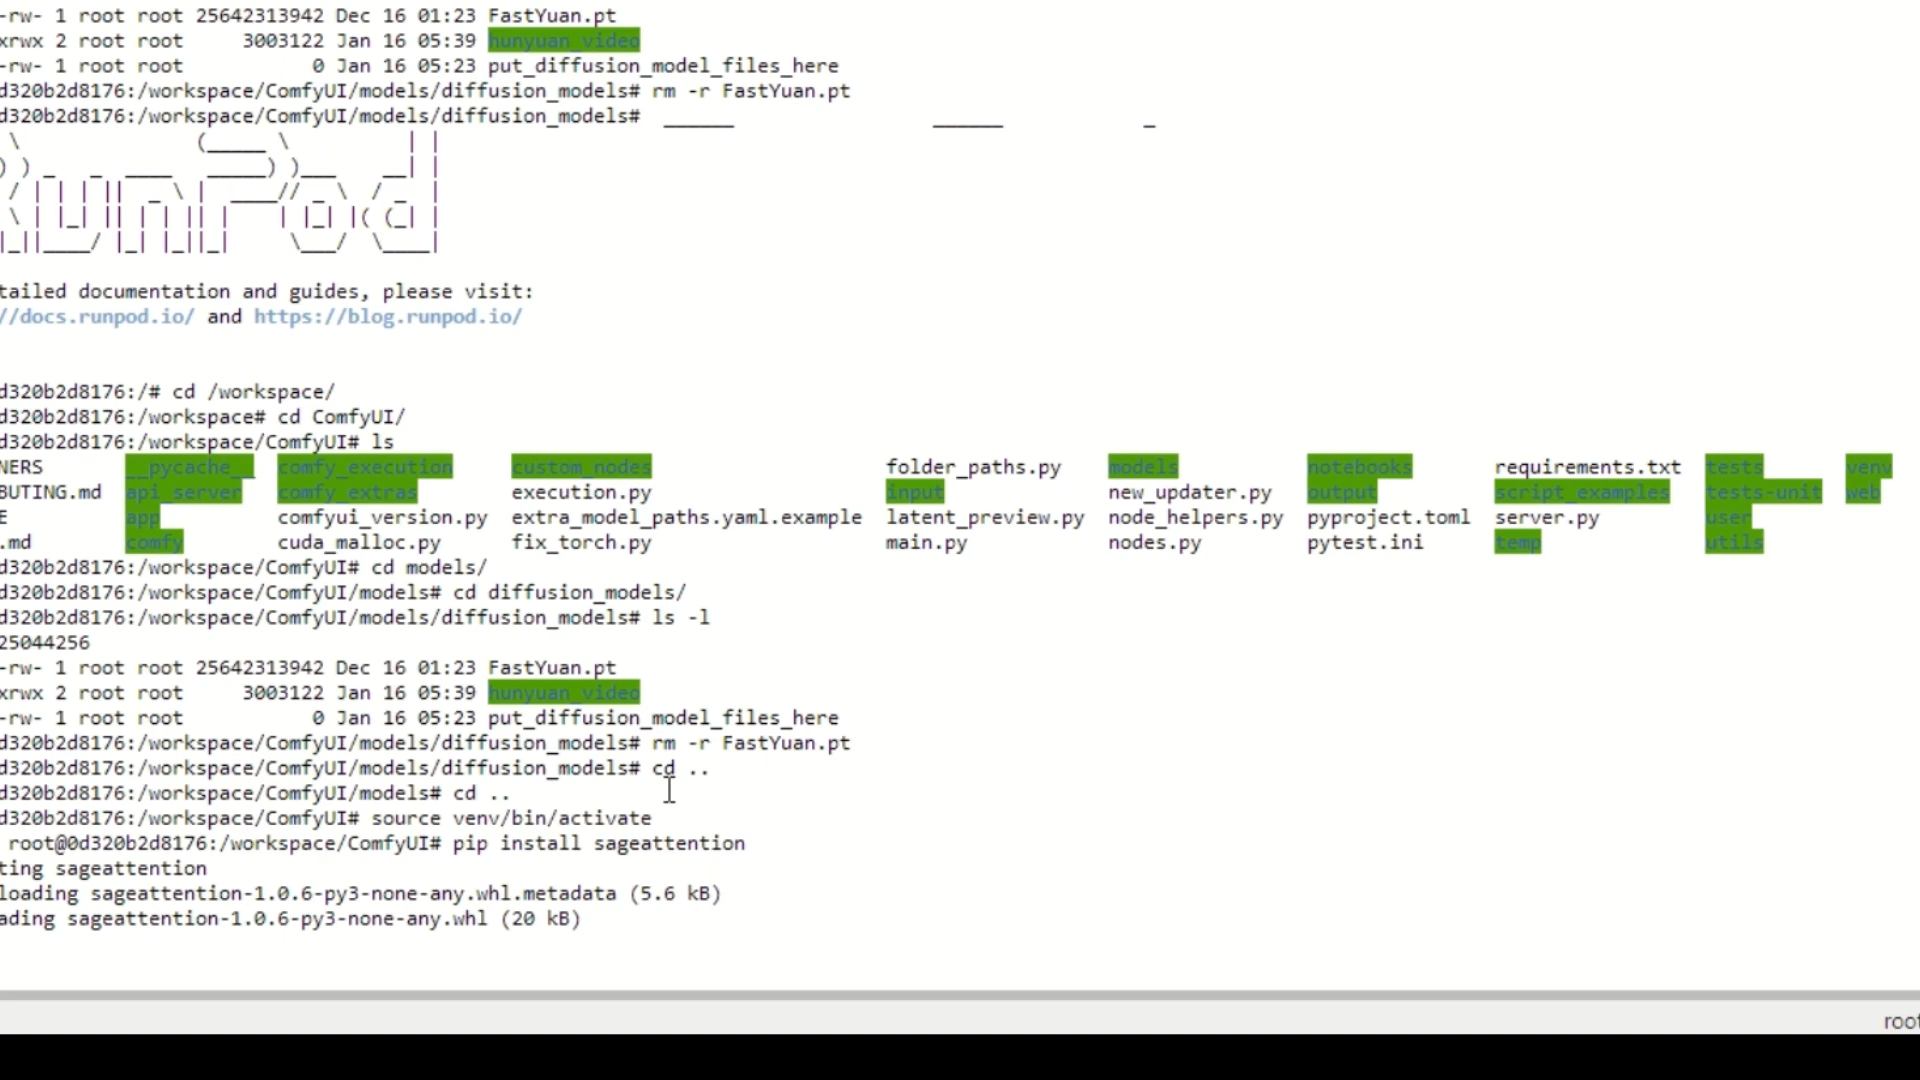 -rw- 1 root root 25642313942 Dec 16 01:23 FastYuan.pt
xrwx 2 root root 3003122 Jan 16 05:39 hunyuan_video
-rw- 1 root root 0 Jan 16 05:23 put_diffusion_model_files_here
d320b2d8176:/workspace/ComfyUI/models/diffusion_models# rm -r FastYuan.pt
d320b2d8176:/workspace/ComfyUI/models/diffusion_models#
RunPod
tailed documentation and guides, please visit:
//docs.runpod.io/ and https://blog.runpod.io/
d320b2d8176:/# cd /workspace/
d320b2d8176:/workspace# cd ComfyUI/
d320b2d8176:/workspace/ComfyUI# ls
NERS __pycache__ comfy_execution custom_nodes folder_paths.py models notebooks requirements.txt tests venv
BUTING.md api_server comfy_extras execution.py input new_updater.py output script_examples tests-unit web
E app comfyui_version.py extra_model_paths.yaml.example latent_preview.py node_helpers.py pyproject.toml server.py user
.md comfy cuda_malloc.py fix_torch.py main.py nodes.py pytest.ini temp utils
d320b2d8176:/workspace/ComfyUI# cd models/
d320b2d8176:/workspace/ComfyUI/models# cd diffusion_models/
d320b2d8176:/workspace/ComfyUI/models/diffusion_models# ls -l
25044256
-rw- 1 root root 25642313942 Dec 16 01:23 FastYuan.pt
xrwx 2 root root 3003122 Jan 16 05:39 hunyuan_video
-rw- 1 root root 0 Jan 16 05:23 put_diffusion_model_files_here
d320b2d8176:/workspace/ComfyUI/models/diffusion_models# rm -r FastYuan.pt
d320b2d8176:/workspace/ComfyUI/models/diffusion_models# cd ..
d320b2d8176:/workspace/ComfyUI/models# cd ..
d320b2d8176:/workspace/ComfyUI# source venv/bin/activate
root@0d320b2d8176:/workspace/ComfyUI# pip install sageattention
ting sageattention
loading sageattention-1.0.6-py3-none-any.whl.metadata (5.6 kB)
ading sageattention-1.0.6-py3-none-any.whl (20 kB)
root